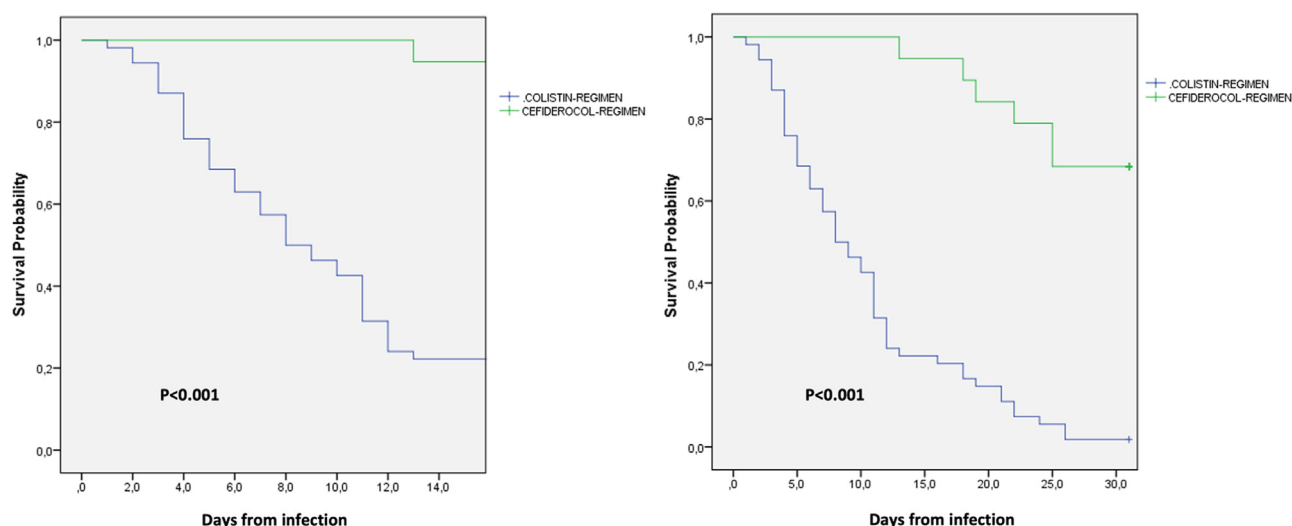 1,0
0,8
0,6
0,4
0,2
0,0
Survival Probability
,0 2,0 4,0 6,0 8,0 10,0 12,0 14,0
Days from infection
P<0.001
.COLISTIN-REGIMEN
CEFIDEROCOL-REGIMEN
1,0
0,8
0,6
0,4
0,2
0,0
Survival Probability
,0 5,0 10,0 15,0 20,0 25,0 30,0
Days from infection
P<0.001
.COLISTIN-REGIMEN
CEFIDEROCOL-REGIMEN